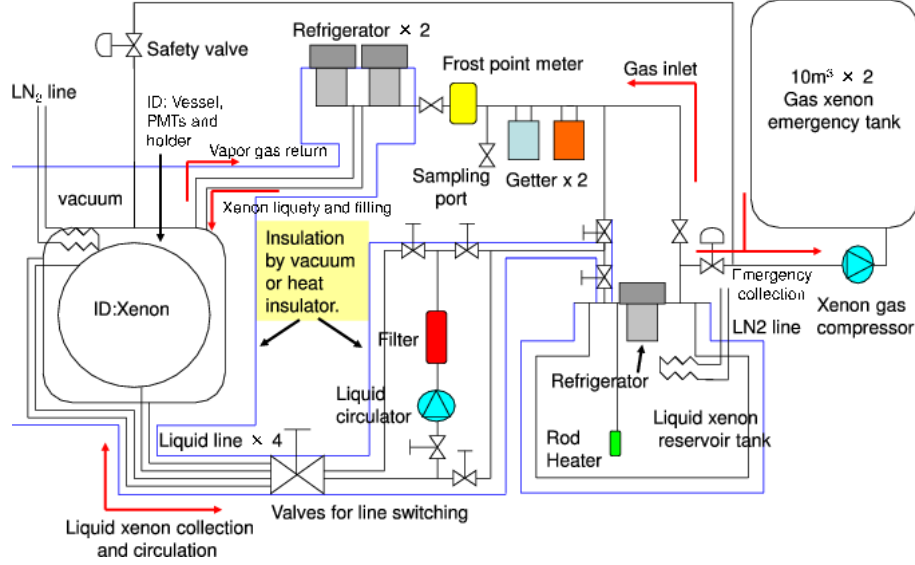 Refrigerator × 2
Safety valve
Frost point meter
Gas inlet
10m³ × 2
Gas xenon
emergency tank
LN₂ line
ID: Vessel,
PMTs and
holder
Vapor gas return
Sampling
port
Getter x 2
vacuum
Xenon liquefy and filling
Insulation
by vacuum
or heat
insulator.
ID:Xenon
Emergency
collection
Xenon gas
compressor
LN2 line
Filter
Refrigerator
Liquid
circulator
Liquid xenon
reservoir tank
Liquid line × 4
Rod
Heater
Valves for line switching
Liquid xenon collection
and circulation